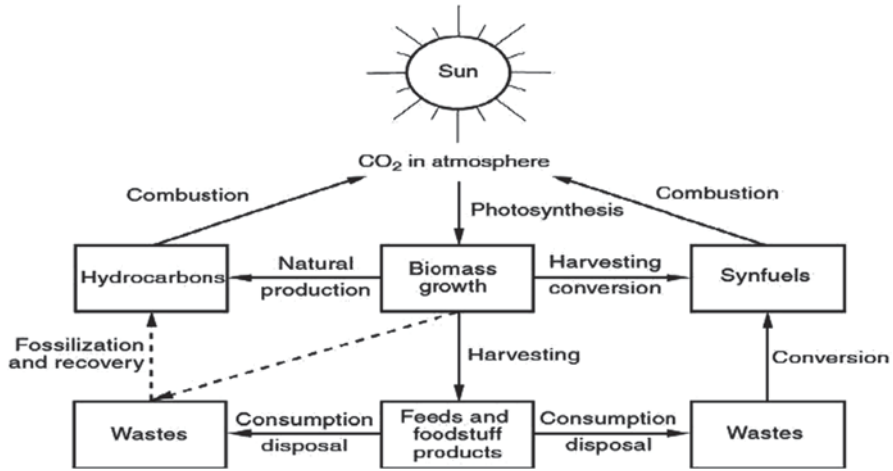 Sun
CO₂ in atmosphere
Combustion
Combustion
Photosynthesis
Hydrocarbons
Natural
production
Biomass
growth
Harvesting
conversion
Synfuels
Fossilization
and recovery
Harvesting
Conversion
Wastes
Consumption
disposal
Feeds and
foodstuff
products
Consumption
disposal
Wastes